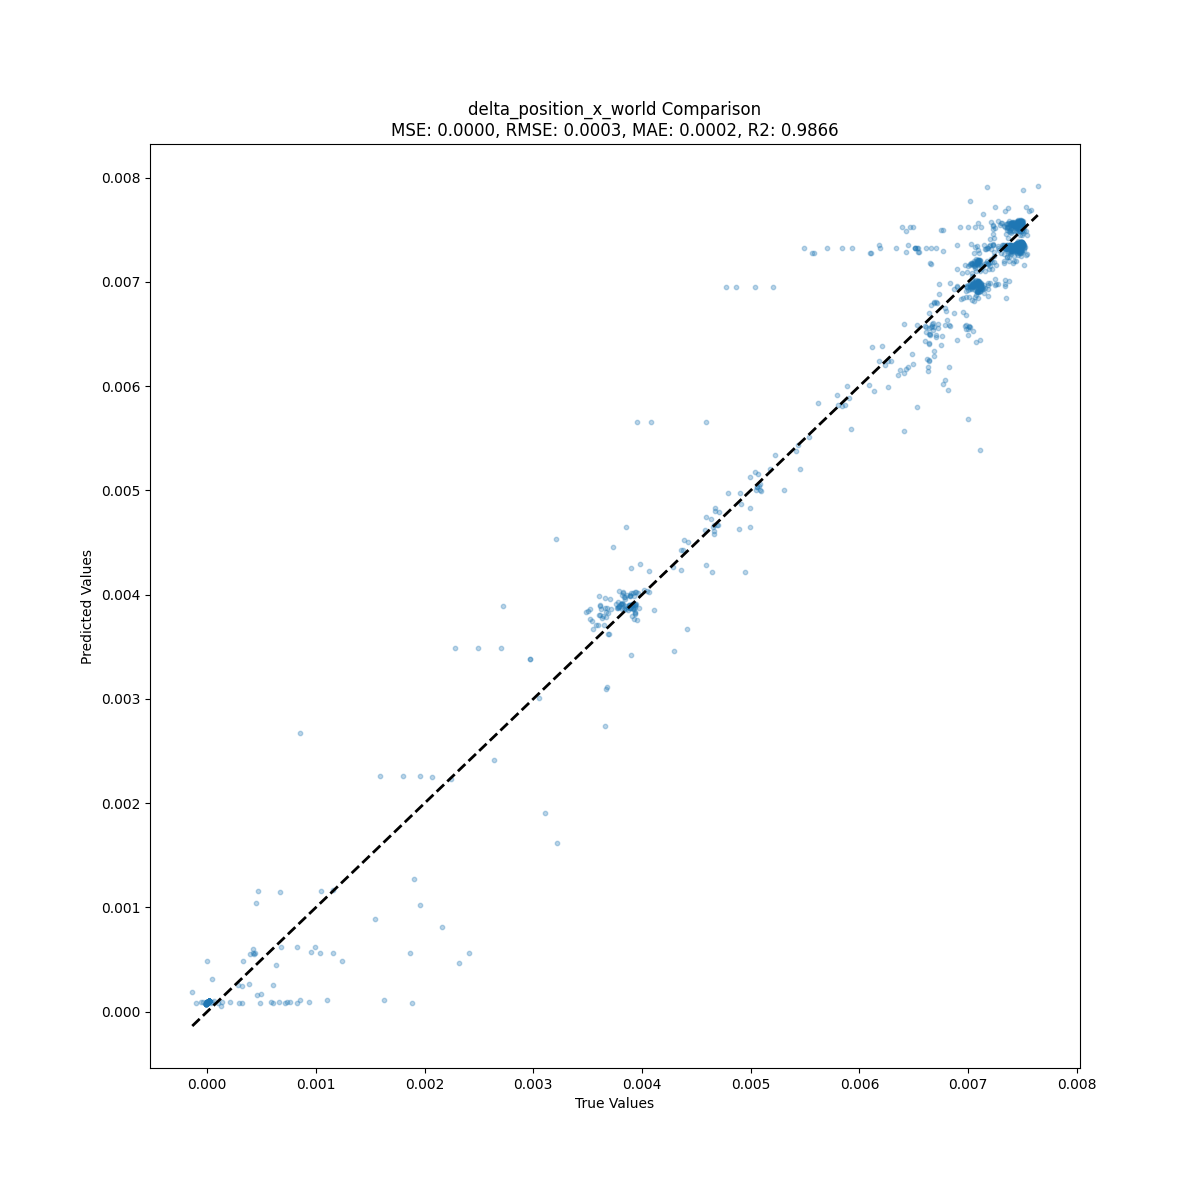 delta_position_x_world Comparison
MSE: 0.0000, RMSE: 0.0003, MAE: 0.0002, R2: 0.9866
0.008
0.007
0.006
0.005
0.004
0.003
0.002
0.001
0.000
Predicted Values
0.000 0.001 0.002 0.003 0.004 0.005 0.006 0.007 0.008
True Values